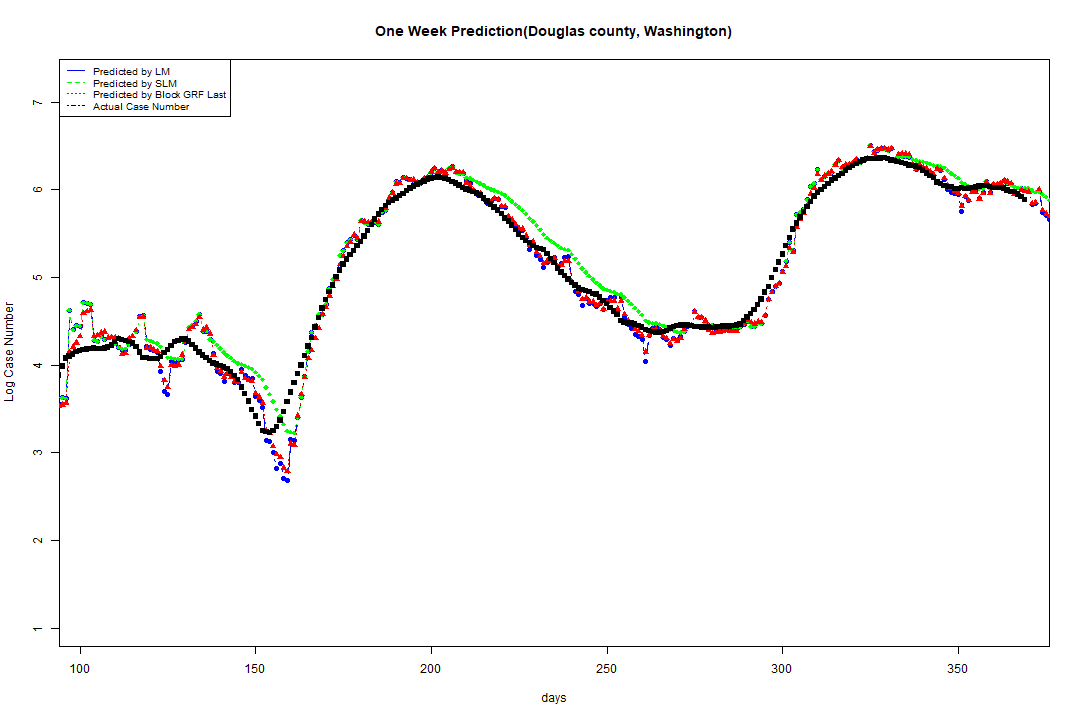 One Week Prediction(Douglas county, Washington)
Predicted by LM
Predicted by SLM
Predicted by Block GRF Last
Actual Case Number
7
6
5
4
3
2
1
Log Case Number
100 150 200 250 300 350
days